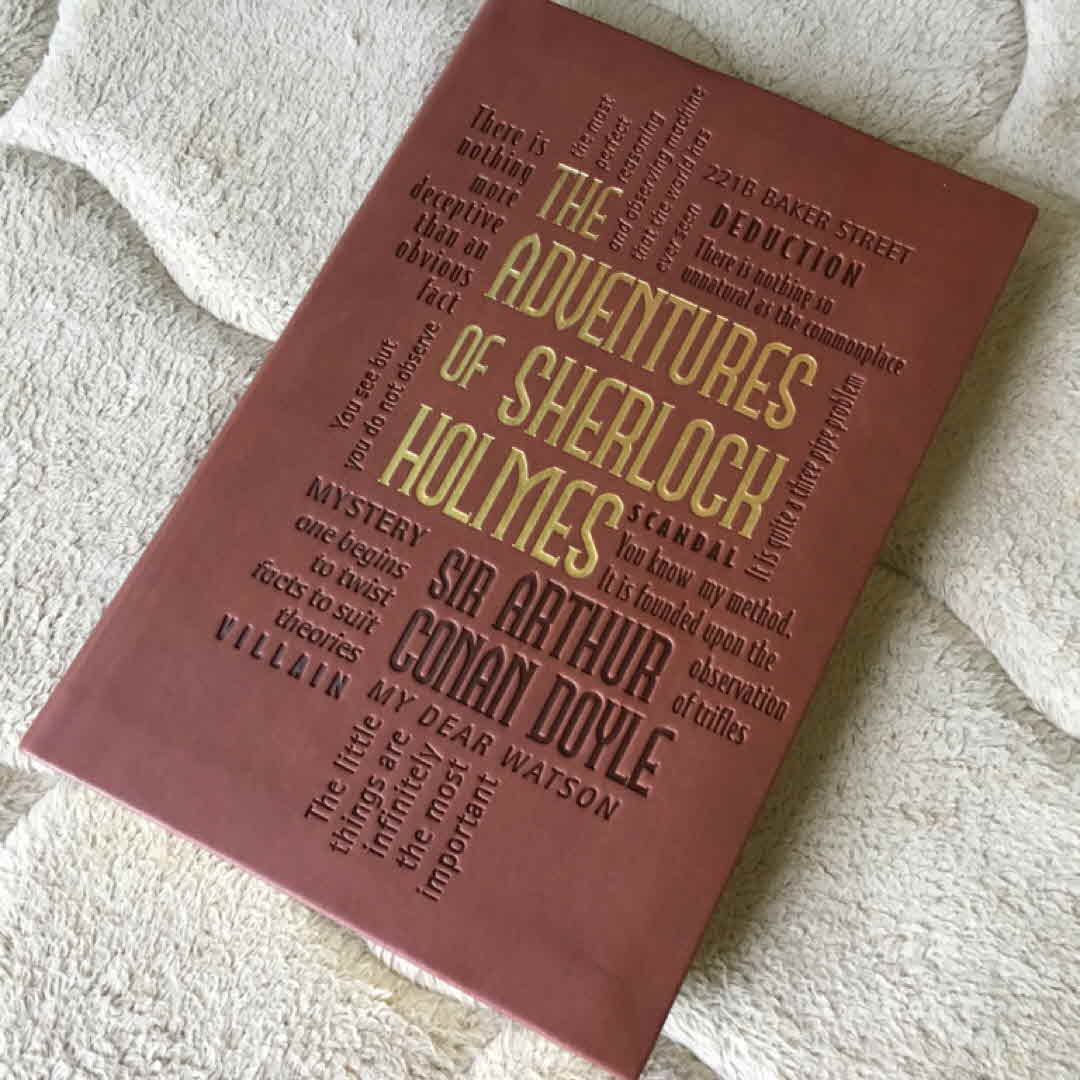 There is
nothing
more
deceptive
than an
obvious
fact
the most
perfect
reasoning
and observing machine
that the world has
ever seen
221B BAKER STREET
DEDUCTION
There is nothing so
unnatural as the commonplace
THE
ADVENTURES
OF SHERLOCK
HOLMES
You see but
you do not observe
It is quite a three pipe problem
MYSTERY
one begins
to twist
facts to suit
theories
VILLAIN
SCANDAL
You know my method.
It is founded upon the
observation
of trifles
SIR ARTHUR
CONAN DOYLE
MY DEAR WATSON
The little
things are
infinitely
the most
important